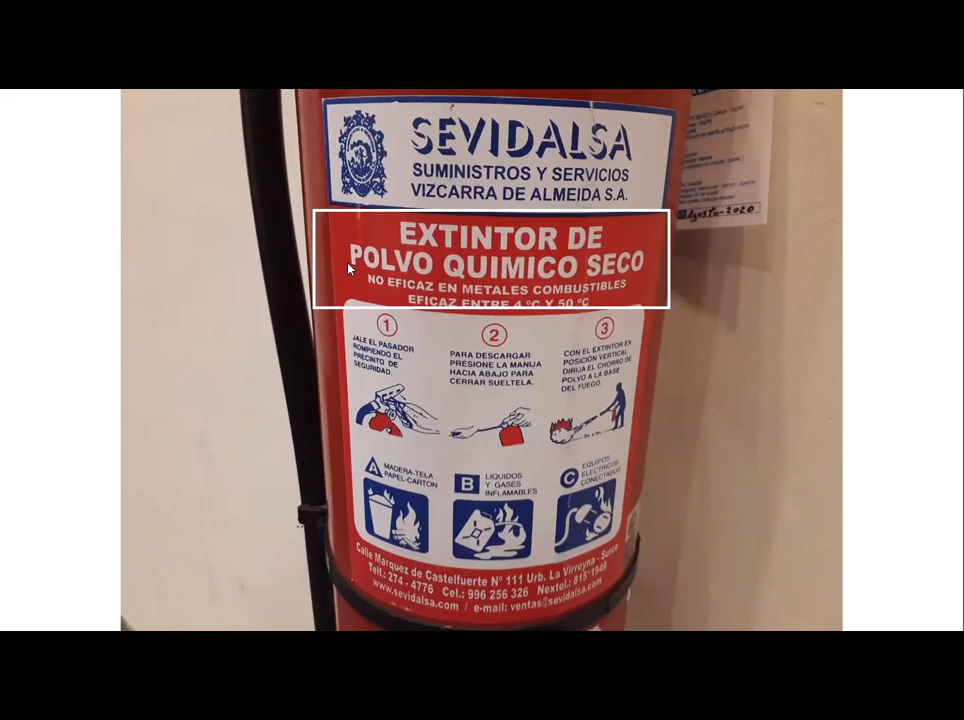 SEVIDALSA
SUMINISTROS Y SERVICIOS
VIZCARRA DE ALMEIDA S.A.
EXTINTOR DE
POLVO QUIMICO SECO
NO EFICAZ EN METALES COMBUSTIBLES
EFICAZ ENTRE 4 ºC Y 50 ºC
1
JALE EL PASADOR
ROMPIENDO EL
PRECINTO DE
SEGURIDAD.
2
PARA DESCARGAR
PRESIONE LA MANIJA
HACIA ABAJO PARA
CERRAR SUELTELA.
3
CON EL EXTINTOR EN
POSICIÓN VERTICAL
DIRIJA EL CHORRO DE
POLVO A LA BASE
DEL FUEGO.
A
MADERA-TELA
PAPEL-CARTON
B
LIQUIDOS
Y GASES
INFLAMABLES
C
EQUIPOS
ELECTRICOS
CONECTADOS
Calle Marquez de Castelfuerte Nº 111 Urb. La Virreyna - Surco
Telf.: 274 - 4776 Cel.: 996 256 326 Nextel.: 815*1949
www.sevidalsa.com / e-mail: ventas@sevidalsa.com
Agosto-2020